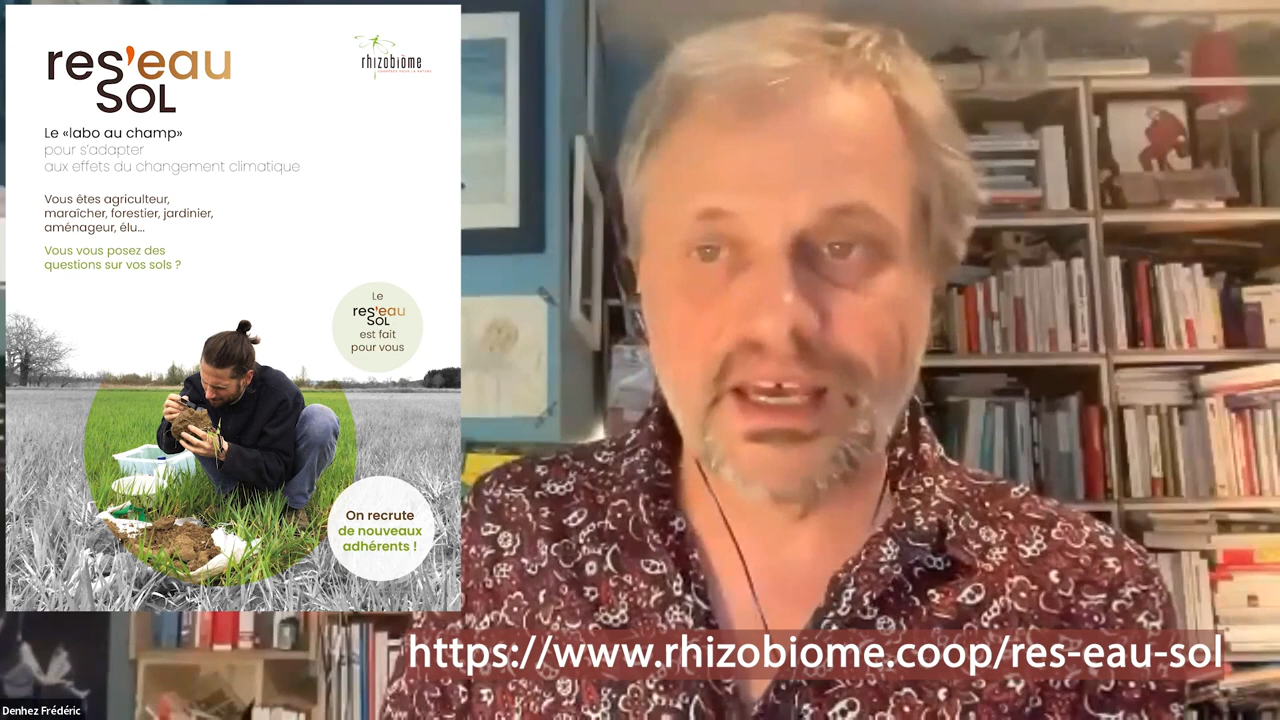 res'eau
SOL
rhizobiòme
Le «labo au champ»
pour s'adapter
aux effets du changement climatique
Vous êtes agriculteur,
maraîcher, forestier, jardinier,
aménageur, élu...
Vous vous posez des
questions sur vos sols ?
Le
res'eau
SOL
est fait
pour vous
On recrute
de nouveaux
adhérents !
https://www.rhizobiome.coop/res-eau-sol
Denhez Frédéric